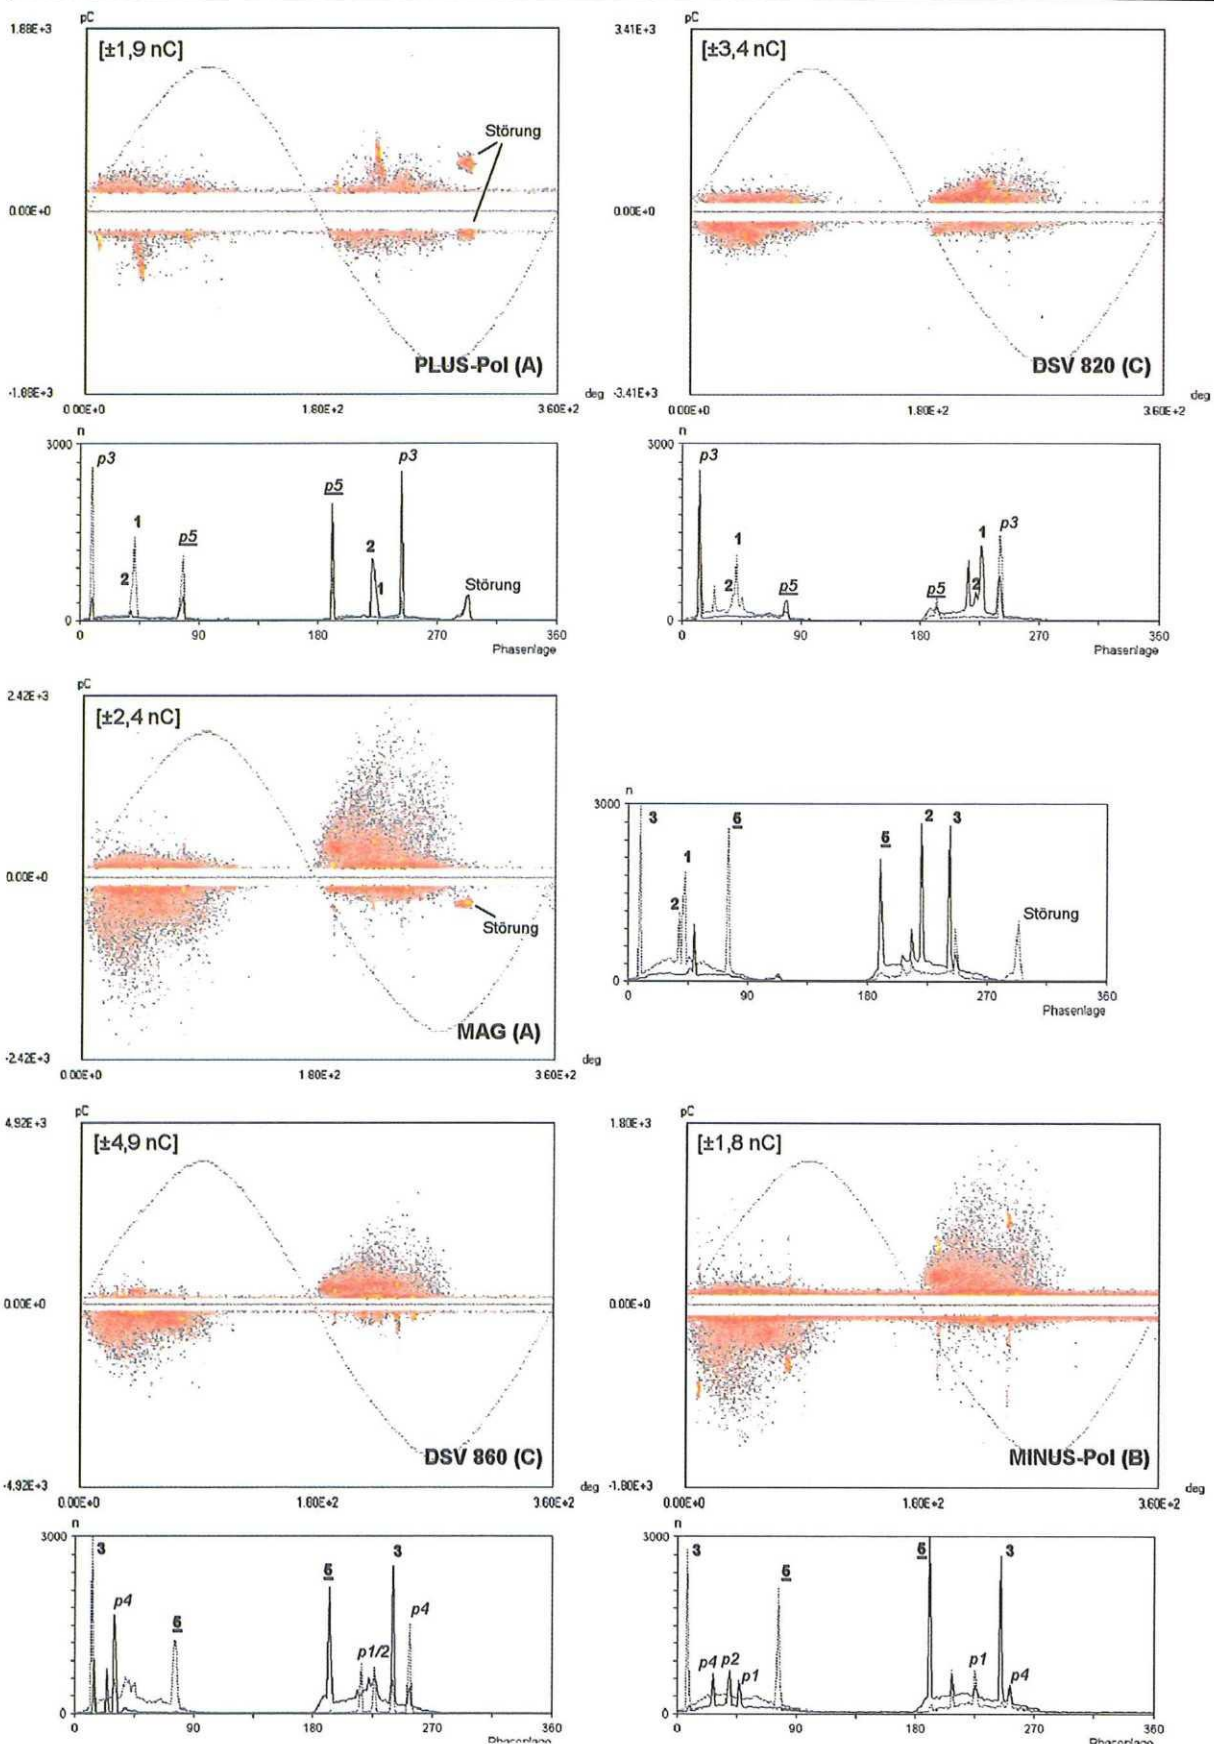 pC
1.88E+3
[±1,9 nC]
Störung
0.00E+0
PLUS-Pol (A)
-1.88E+3
0.00E+0 1.80E+2 3.60E+2 deg
pC
3.41E+3
[±3,4 nC]
0.00E+0
DSV 820 (C)
-3.41E+3
0.00E+0 1.80E+2 3.60E+2
n
3000
p3 2 1 p5 p5 2 1 p3 Störung
0
0 90 180 270 360
Phasenlage
n
3000
p3 2 1 p5 p5 2 1 p3
0
0 90 180 270 360
Phasenlage
pC
2.42E+3
[±2,4 nC]
0.00E+0
Störung
MAG (A)
-2.42E+3
0.00E+0 1.80E+2 3.60E+2 deg
n
3000
3 2 1 6 6 2 3 Störung
0
0 90 180 270 360
Phasenlage
pC
4.92E+3
[±4,9 nC]
0.00E+0
DSV 860 (C)
-4.92E+3
0.00E+0 1.80E+2 3.60E+2 deg
pC
1.80E+3
[±1,8 nC]
0.00E+0
MINUS-Pol (B)
-1.80E+3
0.00E+0 1.80E+2 3.60E+2 deg
n
3000
3 p4 6 6 p1/2 3 p4
0
0 90 180 270 360
Phasenlage
n
3000
3 p4 p2 p1 6 6 p1 3 p4
0
0 90 180 270 360
Phasenlage